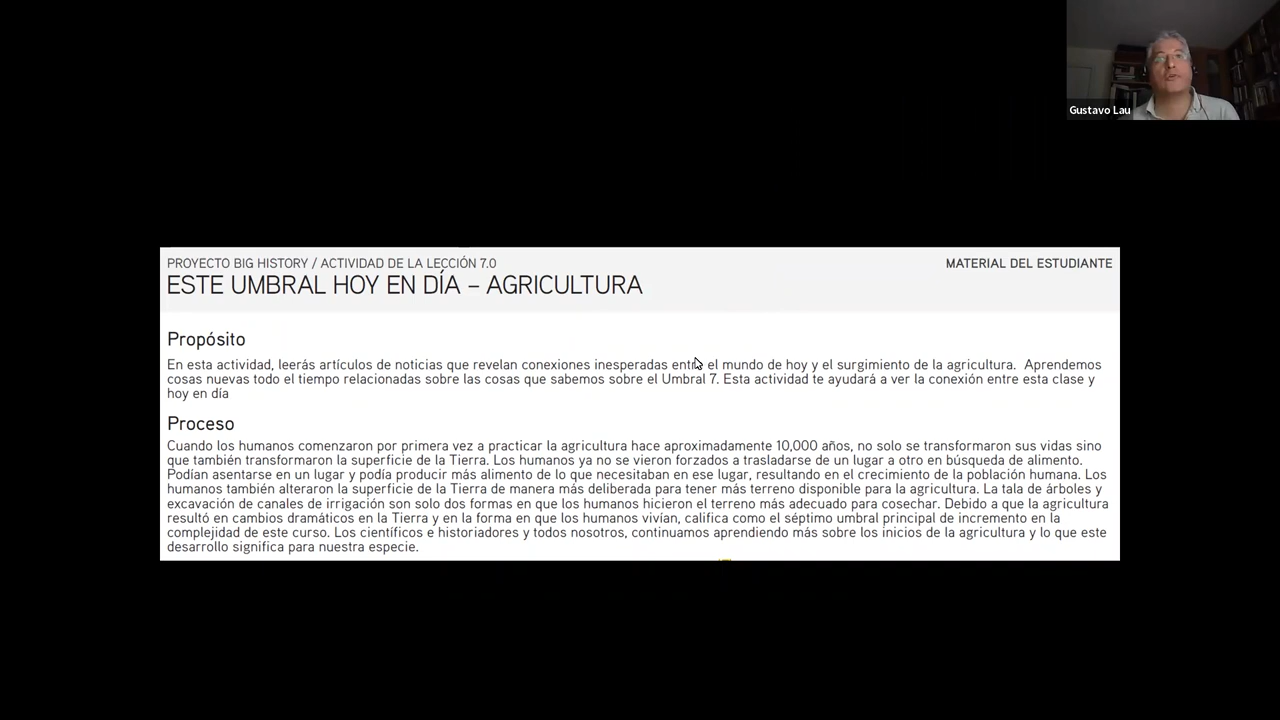 Gustavo Lau
PROYECTO BIG HISTORY / ACTIVIDAD DE LA LECCIÓN 7.0
MATERIAL DEL ESTUDIANTE
ESTE UMBRAL HOY EN DÍA – AGRICULTURA
Propósito
En esta actividad, leerás artículos de noticias que revelan conexiones inesperadas entre el mundo de hoy y el surgimiento de la agricultura. Aprendemos
cosas nuevas todo el tiempo relacionadas sobre las cosas que sabemos sobre el Umbral 7. Esta actividad te ayudará a ver la conexión entre esta clase y
hoy en día
Proceso
Cuando los humanos comenzaron por primera vez a practicar la agricultura hace aproximadamente 10,000 años, no solo se transformaron sus vidas sino
que también transformaron la superficie de la Tierra. Los humanos ya no se vieron forzados a trasladarse de un lugar a otro en búsqueda de alimento.
Podían asentarse en un lugar y podía producir más alimento de lo que necesitaban en ese lugar, resultando en el crecimiento de la población humana. Los
humanos también alteraron la superficie de la Tierra de manera más deliberada para tener más terreno disponible para la agricultura. La tala de árboles y
excavación de canales de irrigación son solo dos formas en que los humanos hicieron el terreno más adecuado para cosechar. Debido a que la agricultura
resultó en cambios dramáticos en la Tierra y en la forma en que los humanos vivían, califica como el séptimo umbral principal de incremento en la
complejidad de este curso. Los científicos e historiadores y todos nosotros, continuamos aprendiendo más sobre los inicios de la agricultura y lo que este
desarrollo significa para nuestra especie.